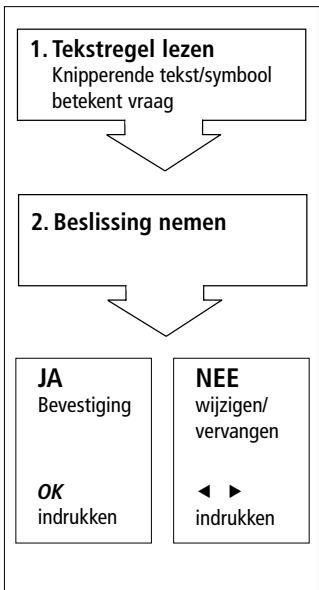 1. Tekstregel lezen
Knipperende tekst/symbool
betekent vraag
2. Beslissing nemen
JA
Bevestiging
OK
indrukken
NEE
wijzigen/
vervangen
◄ ►
indrukken